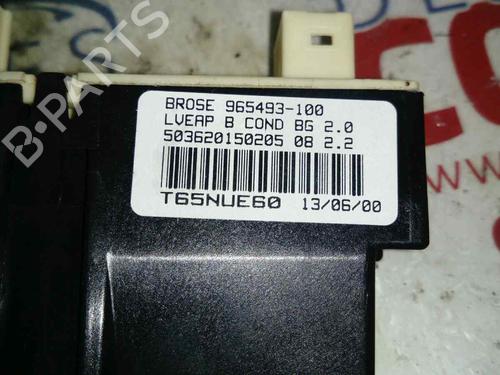 BROSE 965493-100
LVEAP B COND BG 2.0
503620150205 08 2.2
T65NUE60 13/06/00
B-PARTS